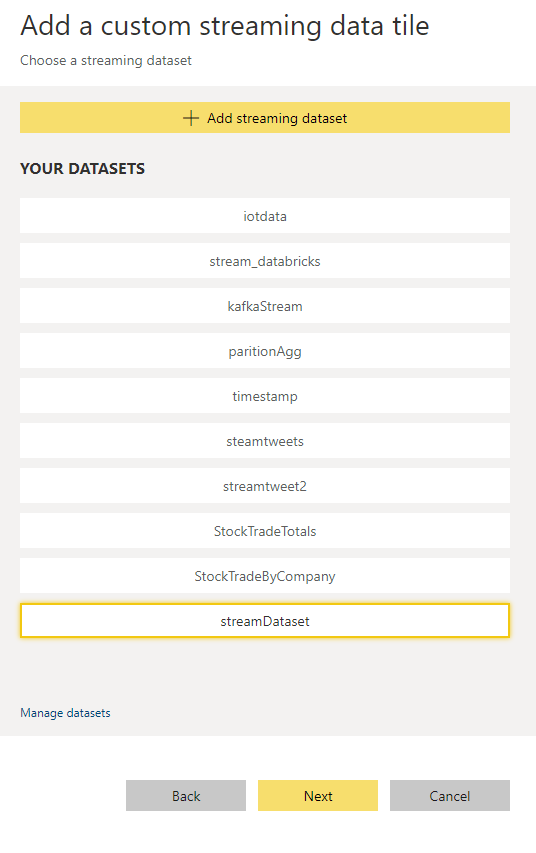 Add a custom streaming data tile
Choose a streaming dataset
Add streaming dataset
YOUR DATASETS
iotdata
stream_databricks
kafkaStream
paritionAgg
timestamp
steamtweets
streamtweet2
StockTradeTotals
StockTradeByCompany
streamDataset
Manage datasets
Back
Next
Cancel